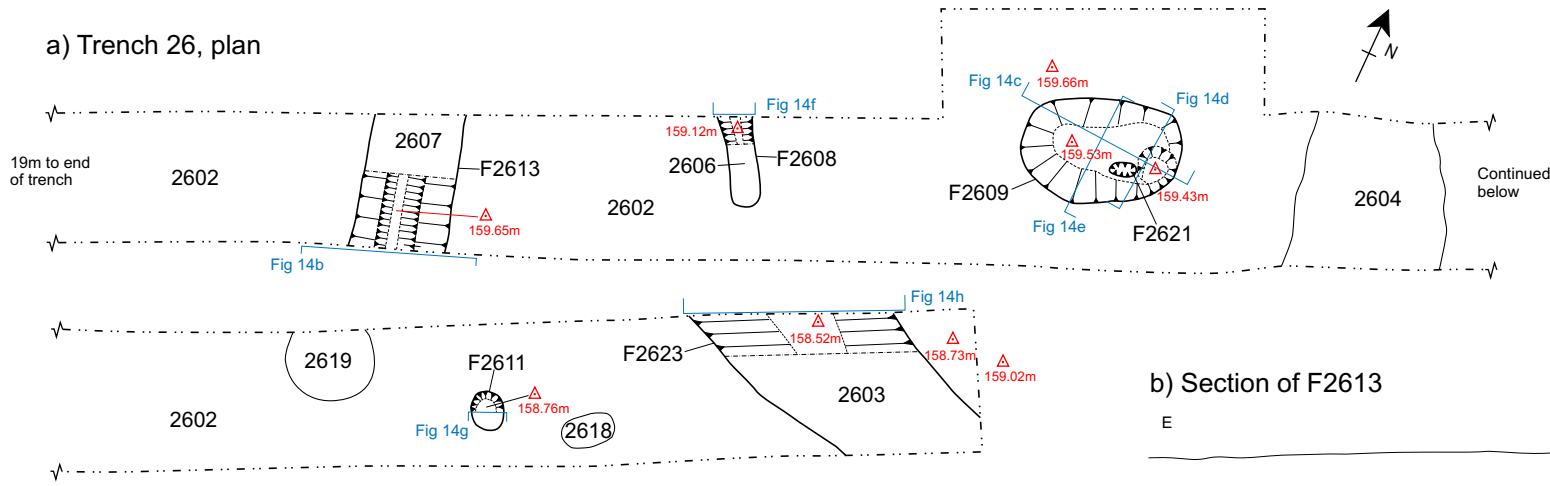 a) Trench 26, plan
N
Fig 14c
159.66m
Fig 14d
Fig 14f
159.12m
2607
F2613
2606
F2608
159.53m
19m to end
of trench
2602
2602
F2609
159.43m
2604
Continued
below
159.65m
Fig 14e
F2621
Fig 14b
Fig 14h
2619
F2611
F2623
158.52m
158.73m
159.02m
158.76m
2603
b) Section of F2613
2602
Fig 14g
2618
E